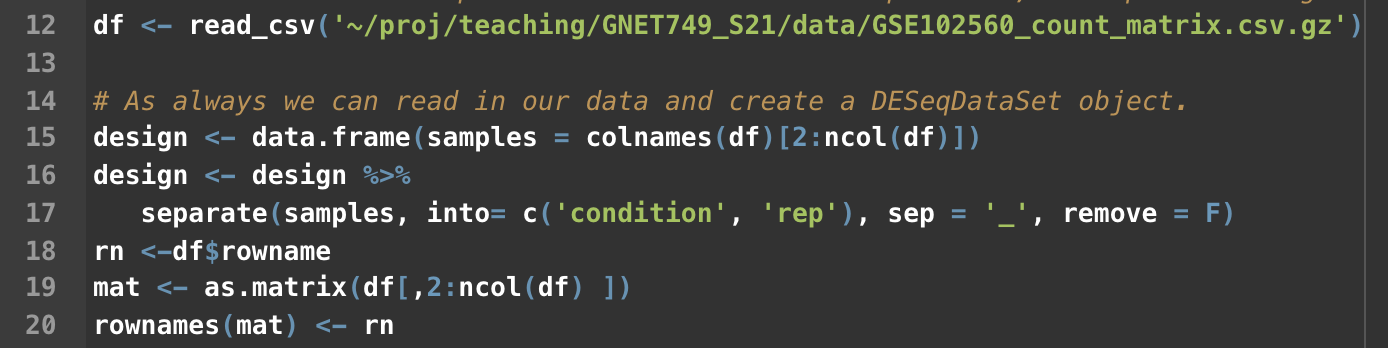 12 df <- read_csv('~/proj/teaching/GNET749_S21/data/GSE102560_count_matrix.csv.gz')
13
14 # As always we can read in our data and create a DESeqDataSet object.
15 design <- data.frame(samples = colnames(df)[2:ncol(df)])
16 design <- design %>%
17    separate(samples, into= c('condition', 'rep'), sep = '_', remove = F)
18 rn <-df$rowname
19 mat <- as.matrix(df[,2:ncol(df) ])
20 rownames(mat) <- rn